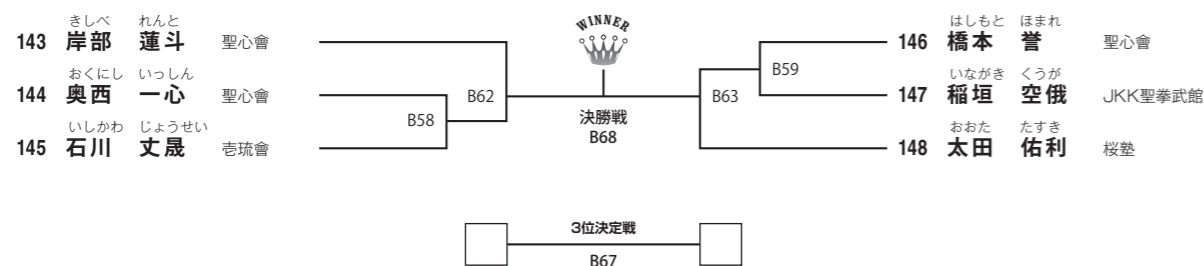 きしべ れんと
143 岸部 蓮斗 聖心會
おくにし いっしん
144 奥西 一心 聖心會
いしかわ じょうせい
145 石川 丈晟 壱琉會
B62
B58
WINNER
決勝戦
B68
はしもと ほまれ
146 橋本 誉 聖心會
いながき くうが
147 稲垣 空俄 JKK聖拳武館
おおた たすき
148 太田 佑利 桜塾
B59
B63
3位決定戦
B67